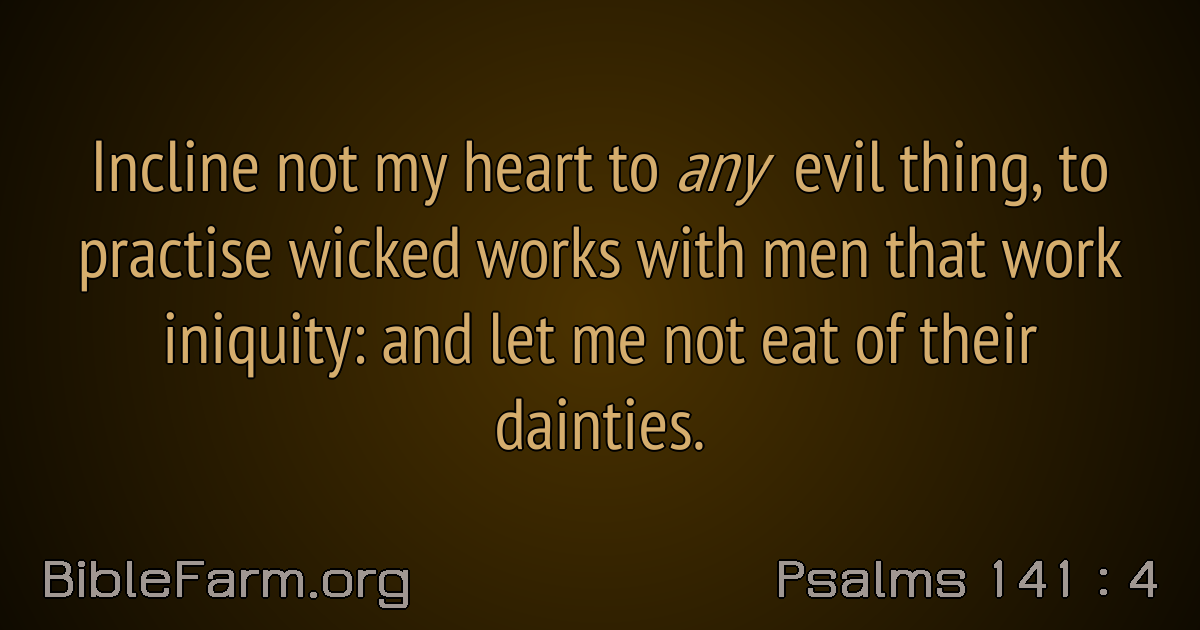 Incline not my heart to any evil thing, to
practise wicked works with men that work
iniquity: and let me not eat of their
dainties.
BibleFarm.org
Psalms 141 : 4